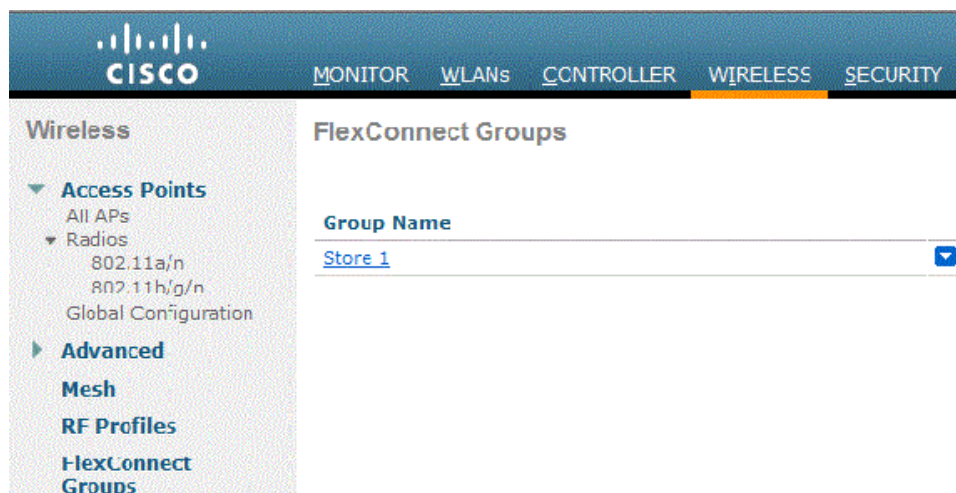 CISCO
MONITOR WLANs CONTROLLER WIRELESS SECURITY
Wireless
Access Points
All APs
Radios
802.11a/n
802.11b/g/n
Global Configuration
Advanced
Mesh
RF Profiles
FlexConnect
Groups
FlexConnect Groups
Group Name
Store 1